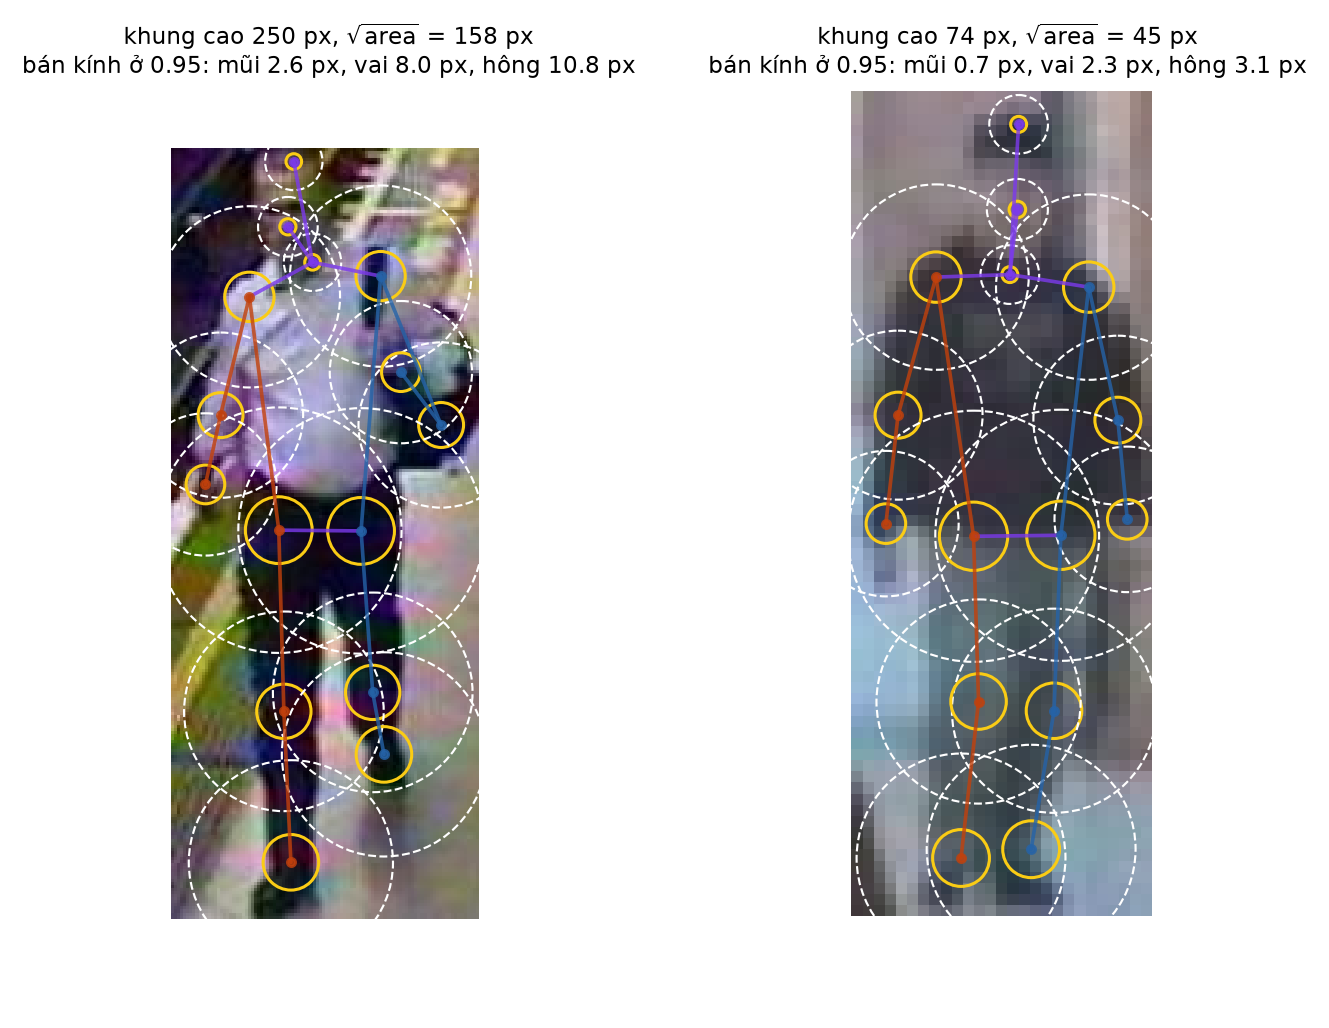 khung cao 250 px, √area = 158 px
bán kính ở 0.95: mũi 2.6 px, vai 8.0 px, hông 10.8 px
khung cao 74 px, √area = 45 px
bán kính ở 0.95: mũi 0.7 px, vai 2.3 px, hông 3.1 px